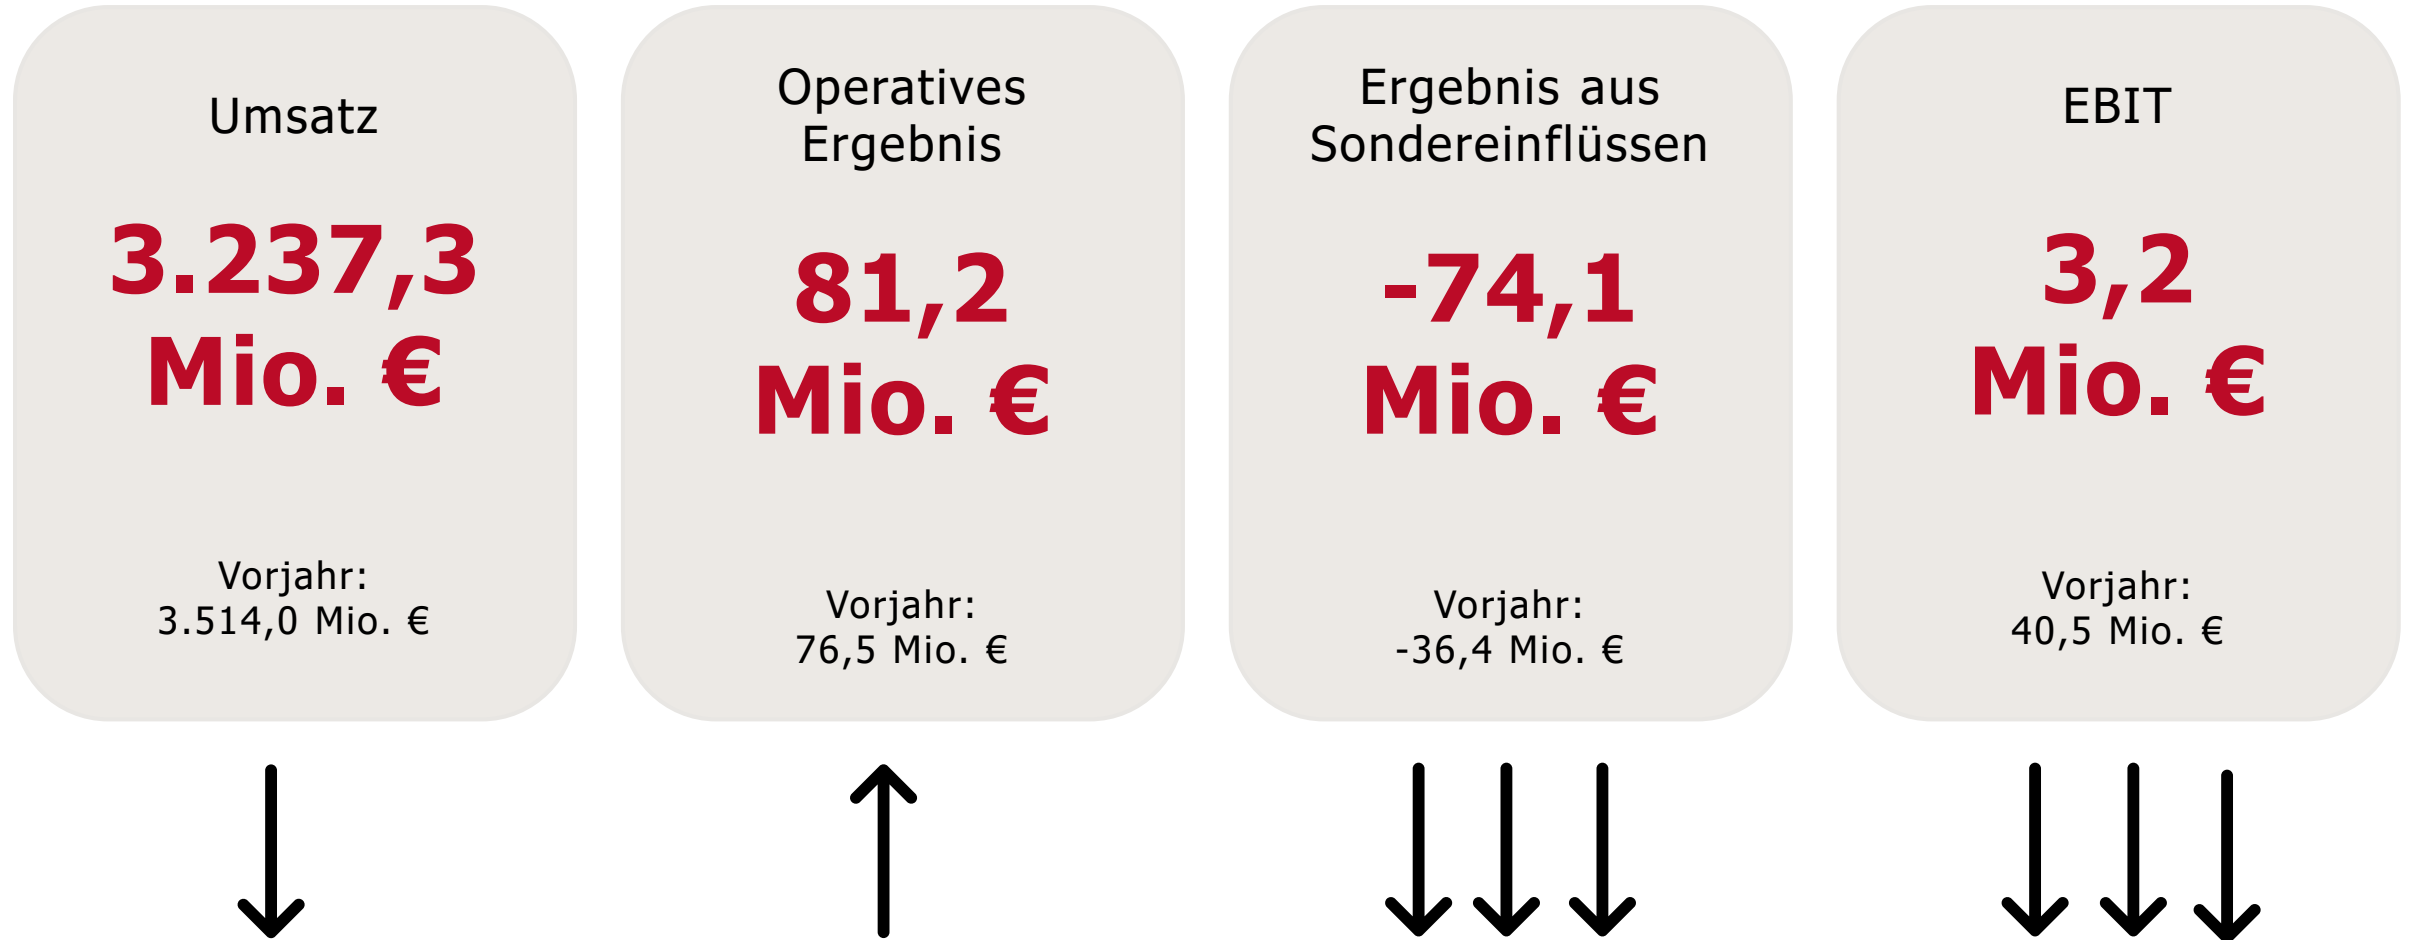 Umsatz
3.237,3
Mio. €
Vorjahr:
3.514,0 Mio. €
Operatives
Ergebnis
81,2
Mio. €
Vorjahr:
76,5 Mio. €
Ergebnis aus
Sondereinflüssen
-74,1
Mio. €
Vorjahr:
-36,4 Mio. €
EBIT
3,2
Mio. €
Vorjahr:
40,5 Mio. €